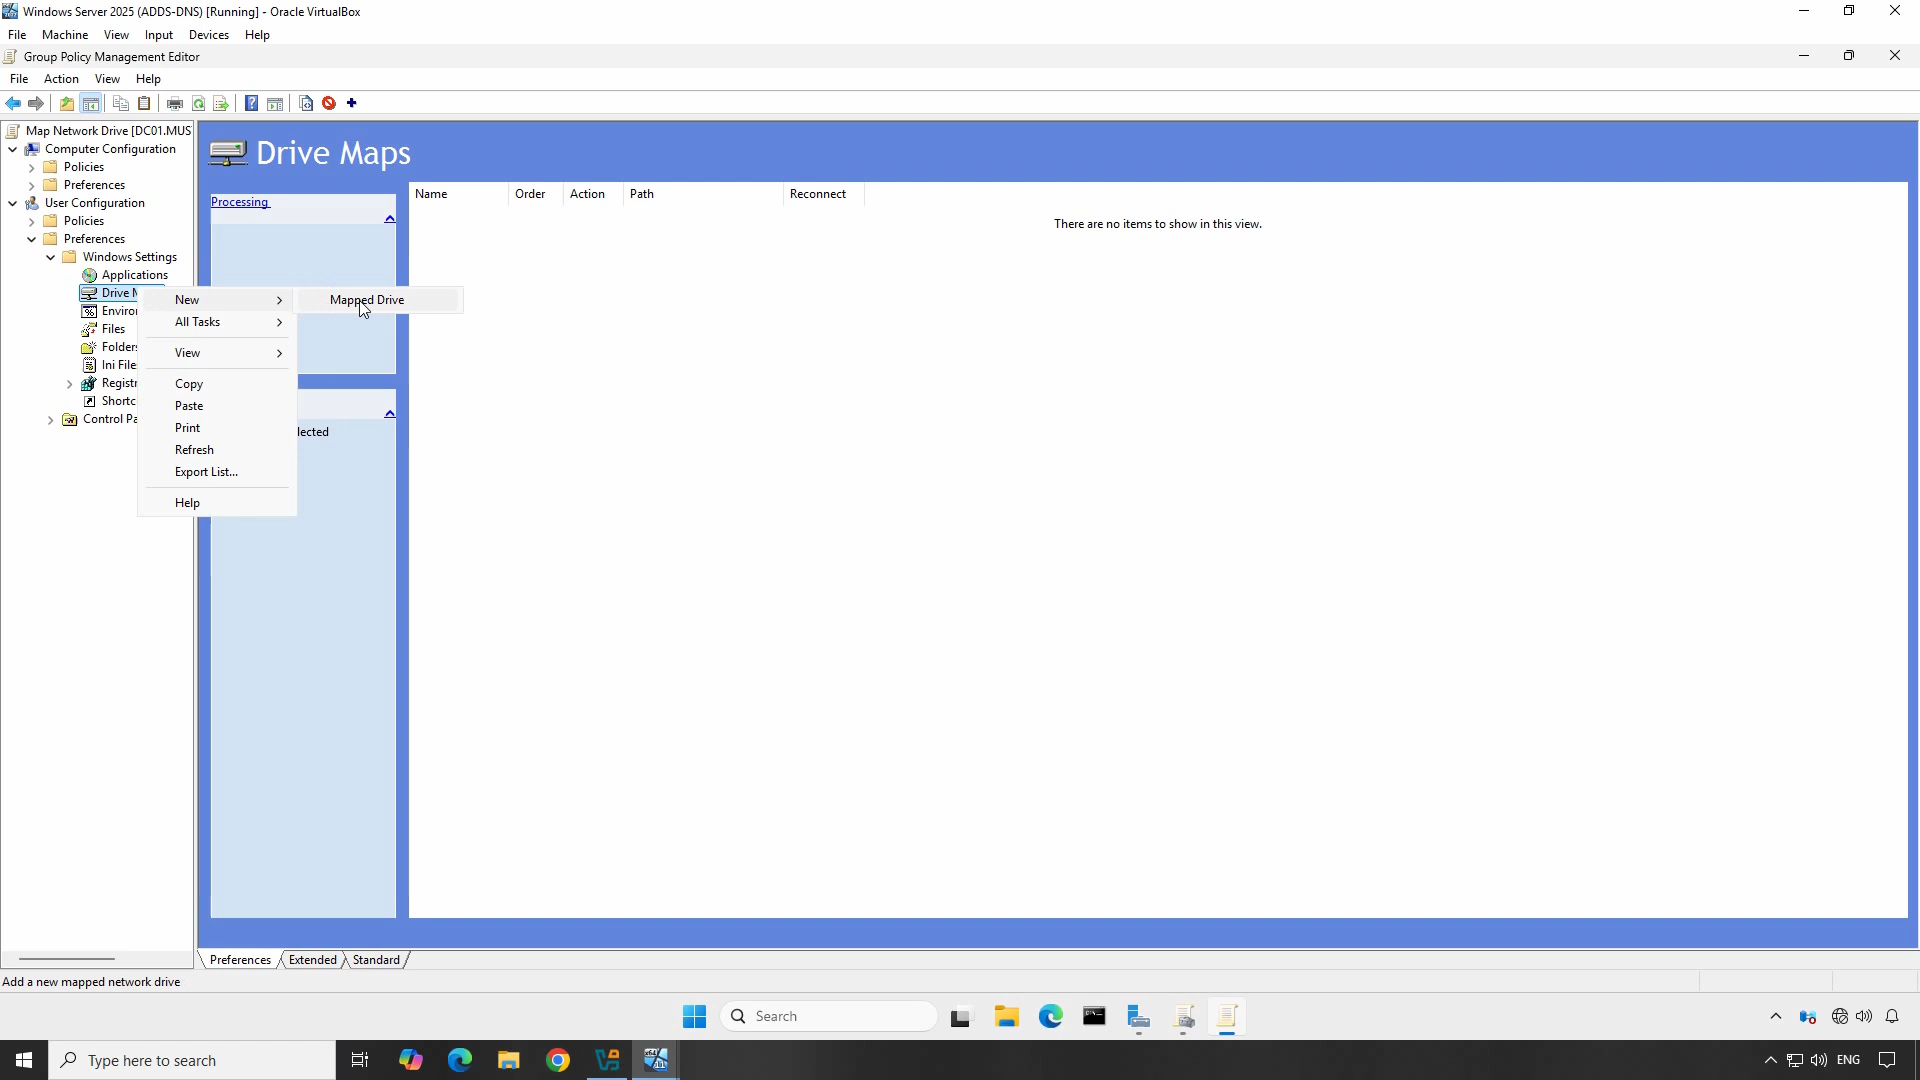 Windows Server 2025 (ADDS-DNS) [Running] - Oracle VirtualBox
File Machine View Input Devices Help
Group Policy Management Editor
File Action View Help
Map Network Drive [DC01.MUS
Computer Configuration
Policies
Preferences
User Configuration
Policies
Preferences
Windows Settings
Applications
Drive M
Environ
Files
Folders
Ini File
Registr
Shortc
Control Pa
Drive Maps
Processing
lected
Name Order Action Path Reconnect
There are no items to show in this view.
New
Mapped Drive
All Tasks
View
Copy
Paste
Print
Refresh
Export List...
Help
Preferences Extended Standard
Add a new mapped network drive
Search
Type here to search
ENG